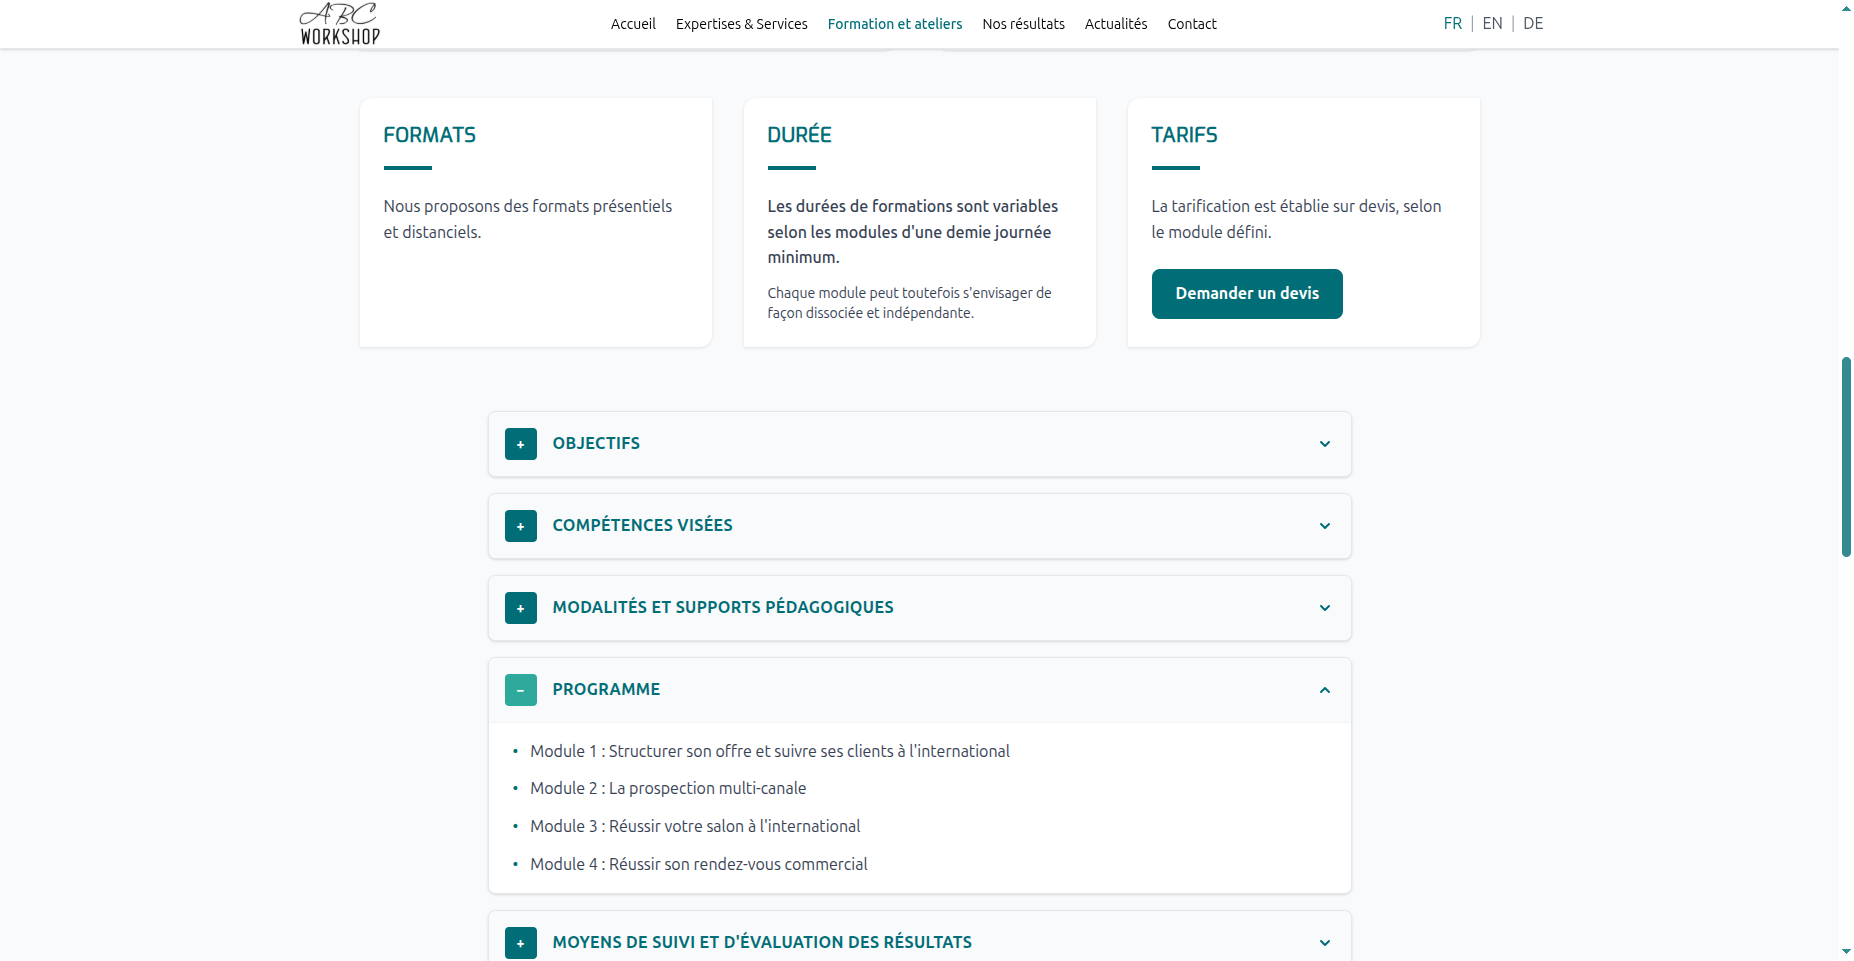 ABC
WORKSHOP
Accueil
Expertises & Services
Formation et ateliers
Nos résultats
Actualités
Contact
FR | EN | DE
FORMATS
Nous proposons des formats présentiels
et distanciels.
DURÉE
Les durées de formations sont variables
selon les modules d'une demie journée
minimum.
Chaque module peut toutefois s'envisager de
façon dissociée et indépendante.
TARIFS
La tarification est établie sur devis, selon
le module défini.
Demander un devis
+ OBJECTIFS
+ COMPÉTENCES VISÉES
+ MODALITÉS ET SUPPORTS PÉDAGOGIQUES
− PROGRAMME
• Module 1 : Structurer son offre et suivre ses clients à l'international
• Module 2 : La prospection multi-canale
• Module 3 : Réussir votre salon à l'international
• Module 4 : Réussir son rendez-vous commercial
+ MOYENS DE SUIVI ET D'ÉVALUATION DES RÉSULTATS